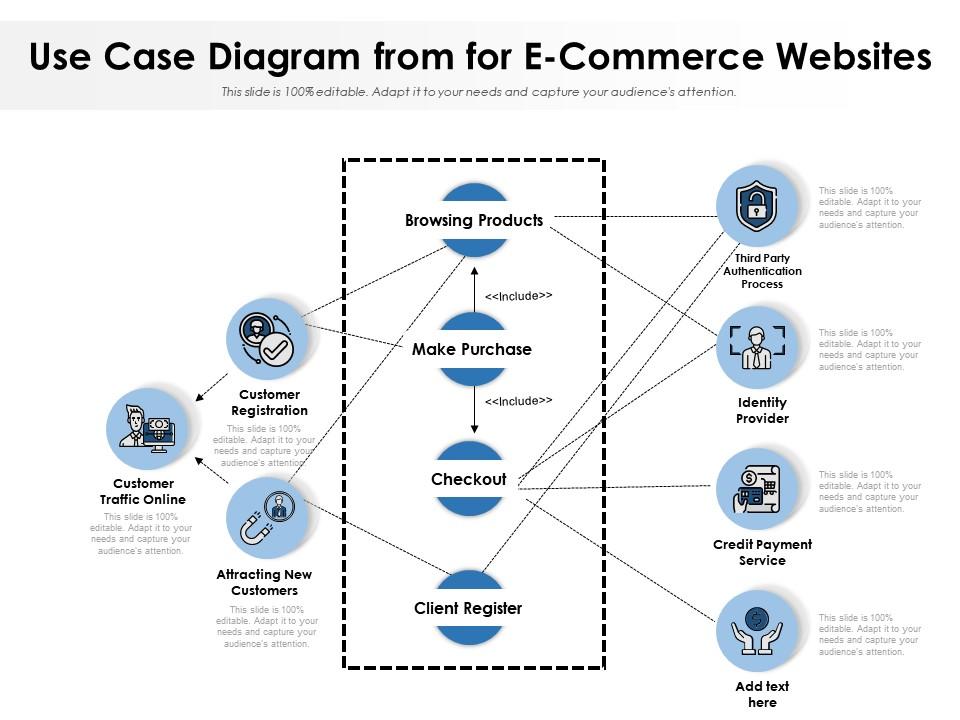 Use Case Diagram from for E-Commerce Websites
This slide is 100% editable. Adapt it to your needs and capture your audience's attention.
Browsing Products
<<Include>>
Make Purchase
<<Include>>
Checkout
Client Register
Customer
Registration
This slide is 100%
editable. Adapt it to your
needs and capture your
audience's attention.
Customer
Traffic Online
This slide is 100%
editable. Adapt it to your
needs and capture your
audience's attention.
Attracting New
Customers
This slide is 100%
editable. Adapt it to your
needs and capture your
audience's attention.
Third Party
Authentication
Process
This slide is 100%
editable. Adapt it to your
needs and capture your
audience's attention.
Identity
Provider
This slide is 100%
editable. Adapt it to your
needs and capture your
audience's attention.
Credit Payment
Service
This slide is 100%
editable. Adapt it to your
needs and capture your
audience's attention.
Add text
here
This slide is 100%
editable. Adapt it to your
needs and capture your
audience's attention.